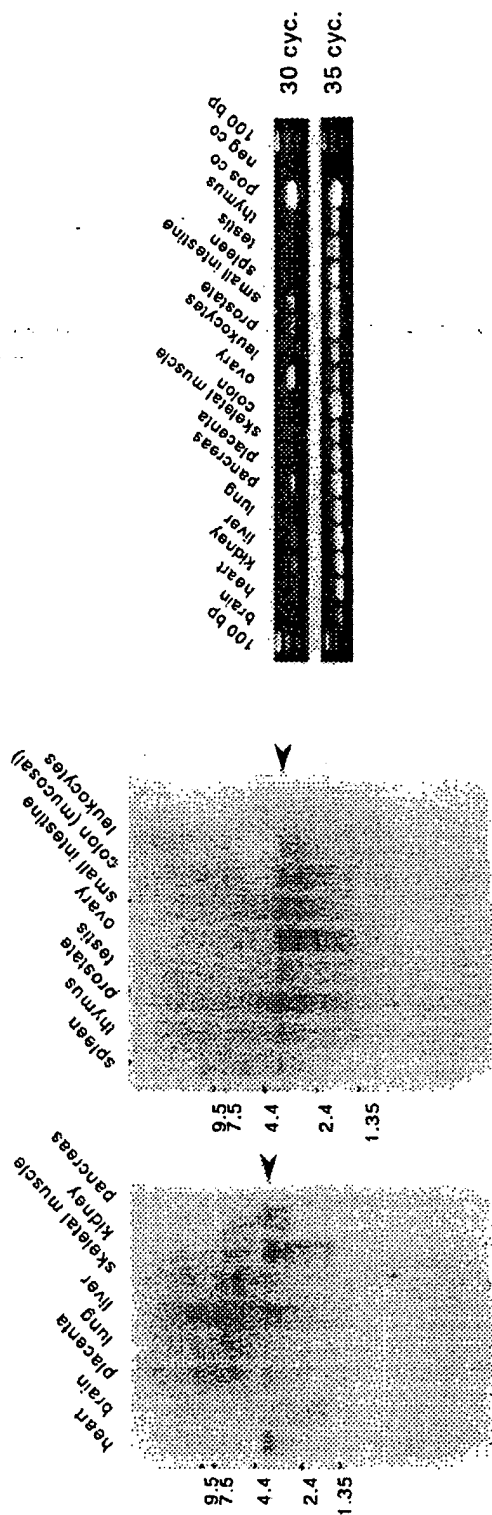 heart
brain
placenta
lung
liver
skeletal muscle
kidney
pancreas
9.5
7.5
4.4
2.4
1.35
spleen
thymus
prostate
testis
ovary
small intestine
colon (mucosal)
leukocytes
9.5
7.5
4.4
2.4
1.35
100 bp
brain
heart
kidney
liver
lung
pancreas
placenta
skeletal muscle
colon
ovary
leukocytes
prostate
small intestine
spleen
testis
thymus
pos co
neg co
100 bp
30 cyc.
35 cyc.